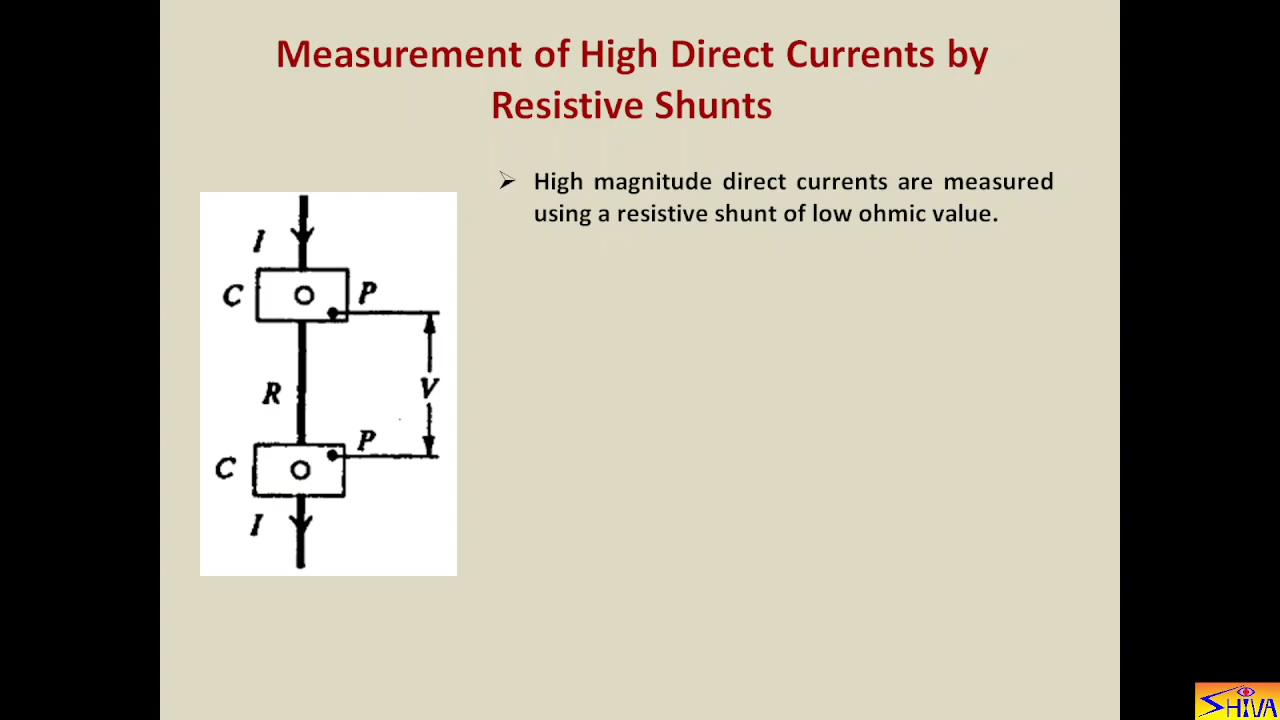 Measurement of High Direct Currents by
Resistive Shunts
➢ High magnitude direct currents are measured
using a resistive shunt of low ohmic value.
I
C P
R V
P
C
I
SHIVA